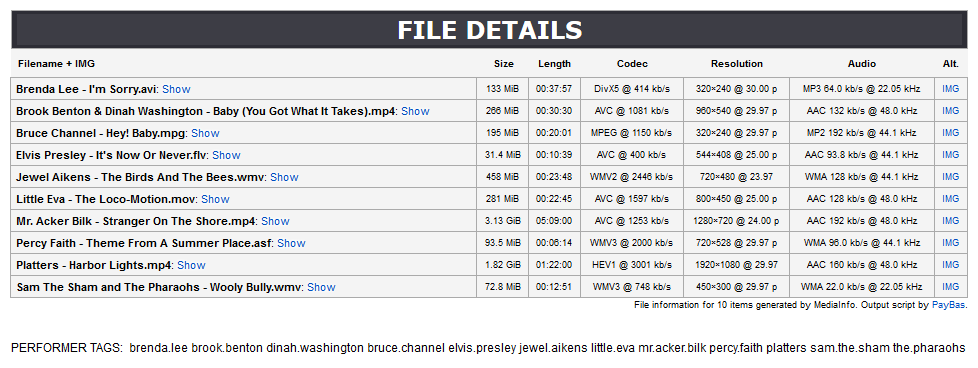 FILE DETAILS
Filename + IMG Size Length Codec Resolution Audio Alt.
Brenda Lee - I'm Sorry.avi: Show 133 MiB 00:37:57 DivX5 @ 414 kb/s 320×240 @ 30.00 p MP3 64.0 kb/s @ 22.05 kHz IMG
Brook Benton & Dinah Washington - Baby (You Got What It Takes).mp4: Show 266 MiB 00:30:30 AVC @ 1081 kb/s 960×540 @ 29.97 p AAC 132 kb/s @ 48.0 kHz IMG
Bruce Channel - Hey! Baby.mpg: Show 195 MiB 00:20:01 MPEG @ 1150 kb/s 320×240 @ 29.97 p MP2 192 kb/s @ 44.1 kHz IMG
Elvis Presley - It's Now Or Never.flv: Show 31.4 MiB 00:10:39 AVC @ 400 kb/s 544×408 @ 25.00 p AAC 93.8 kb/s @ 44.1 kHz IMG
Jewel Aikens - The Birds And The Bees.wmv: Show 458 MiB 00:23:48 WMV2 @ 2446 kb/s 720×480 @ 23.97 WMA 128 kb/s @ 44.1 kHz IMG
Little Eva - The Loco-Motion.mov: Show 281 MiB 00:22:45 AVC @ 1597 kb/s 800×450 @ 25.00 p AAC 128 kb/s @ 48.0 kHz IMG
Mr. Acker Bilk - Stranger On The Shore.mp4: Show 3.13 GiB 05:09:00 AVC @ 1253 kb/s 1280×720 @ 24.00 p AAC 192 kb/s @ 48.0 kHz IMG
Percy Faith - Theme From A Summer Place.asf: Show 93.5 MiB 00:06:14 WMV3 @ 2000 kb/s 720×528 @ 29.97 p WMA 96.0 kb/s @ 44.1 kHz IMG
Platters - Harbor Lights.mp4: Show 1.82 GiB 01:22:00 HEV1 @ 3001 kb/s 1920×1080 @ 29.97 AAC 160 kb/s @ 48.0 kHz IMG
Sam The Sham and The Pharaohs - Wooly Bully.wmv: Show 72.8 MiB 00:12:51 WMV3 @ 748 kb/s 450×300 @ 29.97 p WMA 22.0 kb/s @ 22.05 kHz IMG
File information for 10 items generated by MediaInfo. Output script by PayBas.
PERFORMER TAGS: brenda.lee brook.benton dinah.washington bruce.channel elvis.presley jewel.aikens little.eva mr.acker.bilk percy.faith platters sam.the.sham the.pharaohs